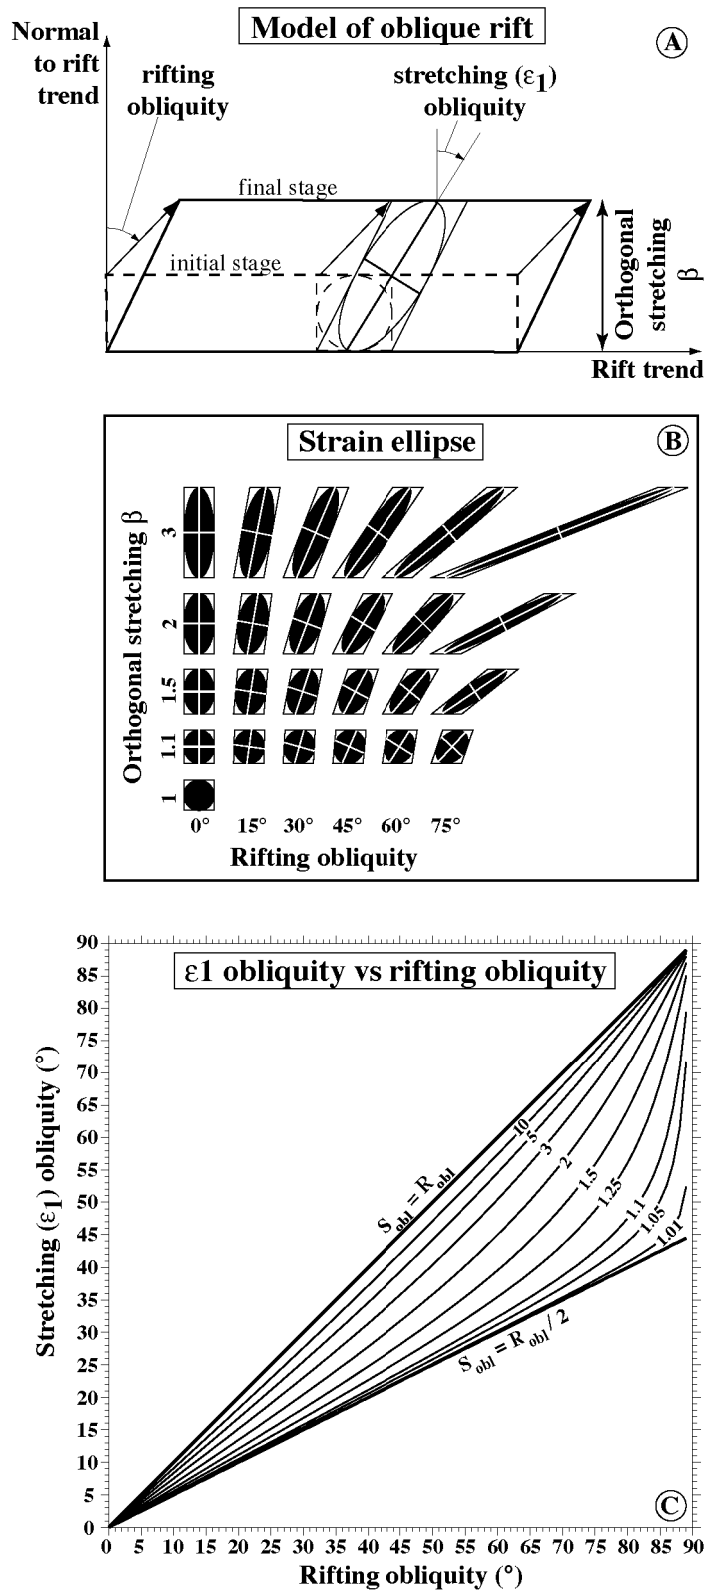 Model of oblique rift
A
Normal
to rift
trend
rifting
obliquity
stretching (ε1)
obliquity
final stage
initial stage
Orthogonal
stretching
β
Rift trend
Strain ellipse
B
Orthogonal stretching β
3
2
1.5
1.1
1
0° 15° 30° 45° 60° 75°
Rifting obliquity
ε1 obliquity vs rifting obliquity
Stretching (ε1) obliquity (°)
90
85
80
75
70
65
60
55
50
45
40
35
30
25
20
15
10
5
0
S obl = R obl
10
5
3
2
1.5
1.25
1.1
1.05
1.01
S obl = R obl / 2
C
0 5 10 15 20 25 30 35 40 45 50 55 60 65 70 75 80 85 90
Rifting obliquity (°)